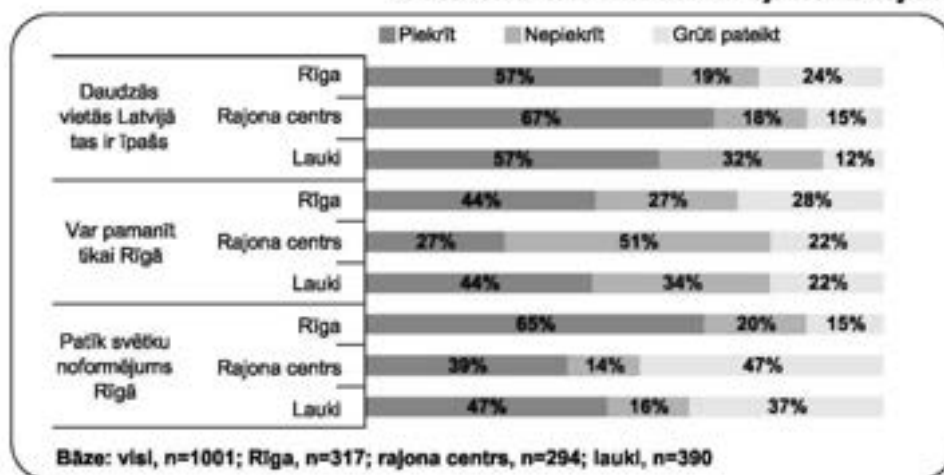 Piekrīt Nepiekrīt Grūti pateikt
Daudzās
vietās Latvijā
tas ir īpašs
Rīga 57% 19% 24%
Rajona centrs 67% 18% 15%
Lauki 57% 32% 12%
Var pamanīt
tikai Rīgā
Rīga 44% 27% 28%
Rajona centrs 27% 51% 22%
Lauki 44% 34% 22%
Patīk svētku
noformējums
Rīgā
Rīga 65% 20% 15%
Rajona centrs 39% 14% 47%
Lauki 47% 16% 37%
Bāze: visi, n=1001; Rīga, n=317; rajona centrs, n=294; lauki, n=390